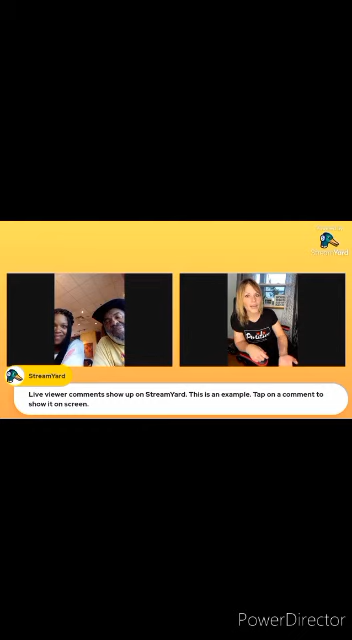 StreamYard
StreamYard
Live viewer comments show up on StreamYard. This is an example. Tap on a comment to
show it on screen.
PowerDirector